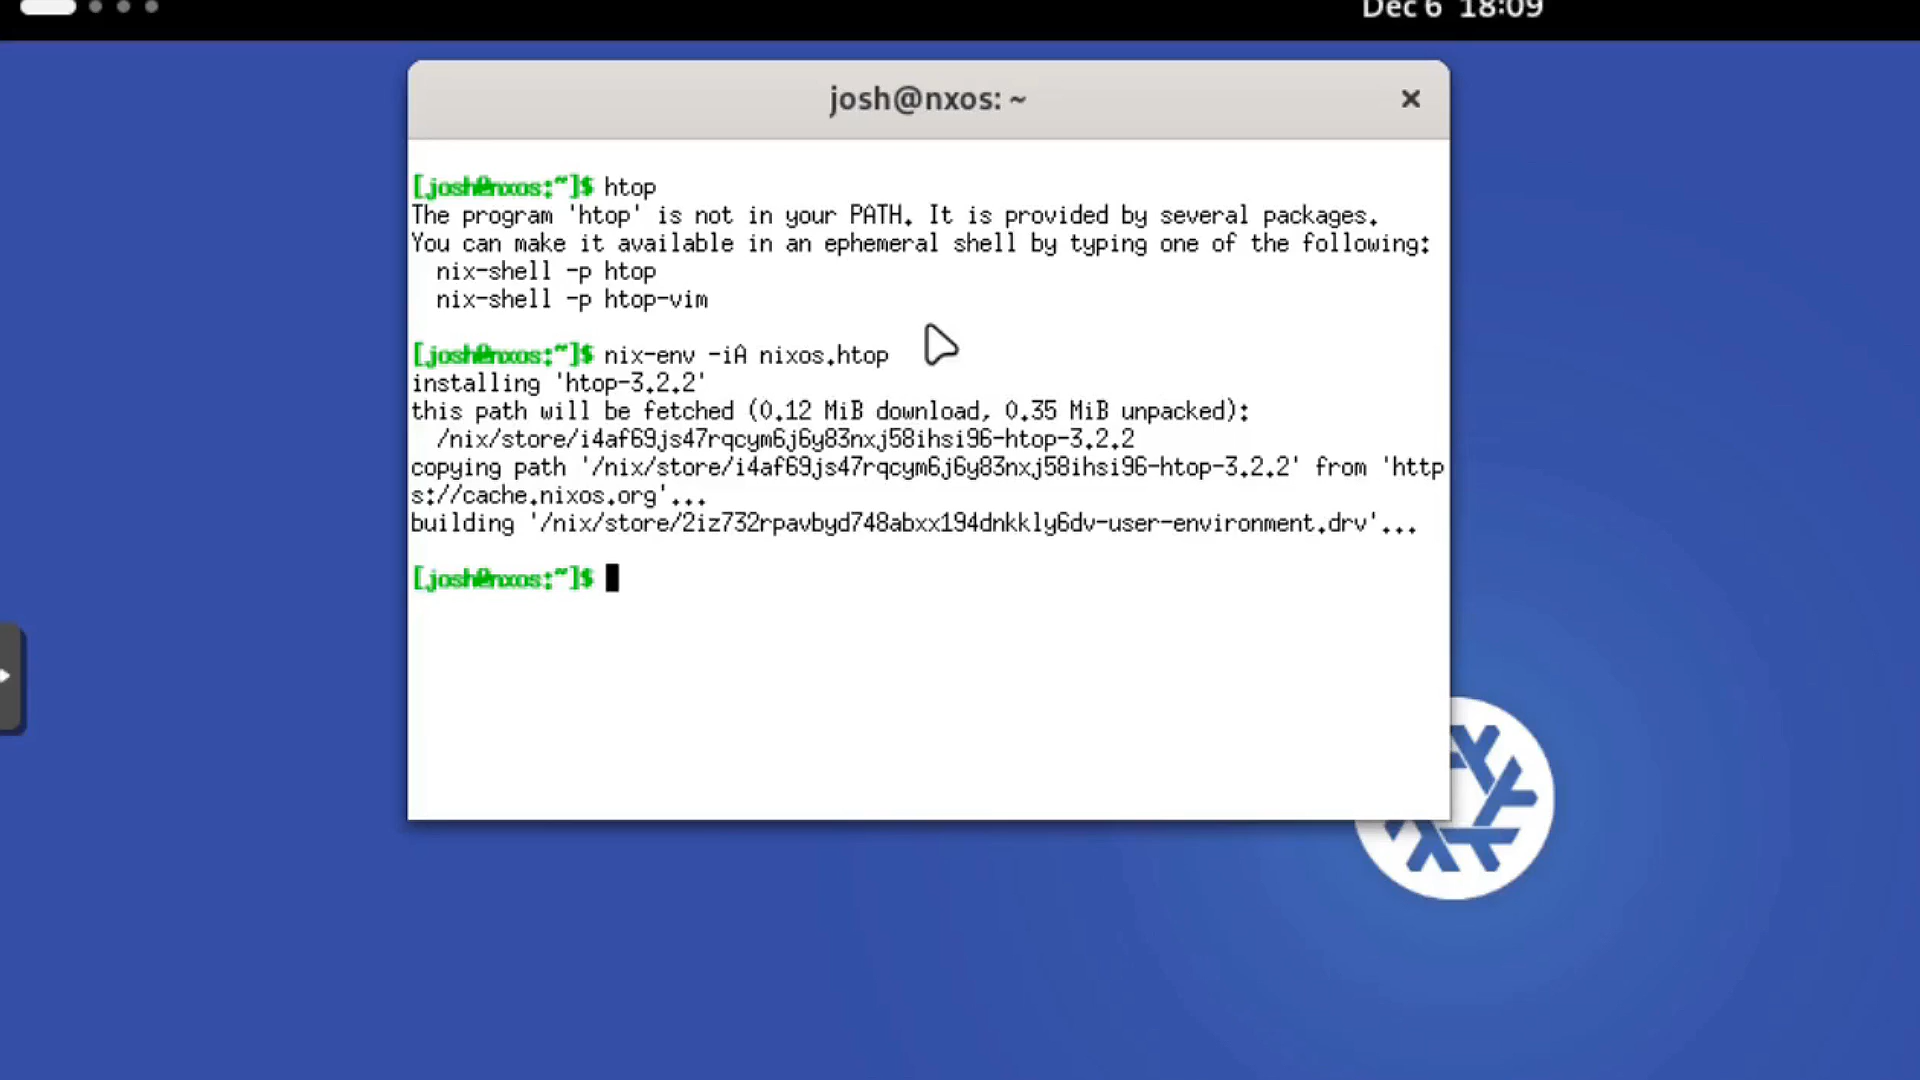 Dec 6 18:09
josh@nxos: ~
[josh@nxos:~]$ htop
The program 'htop' is not in your PATH. It is provided by several packages.
You can make it available in an ephemeral shell by typing one of the following:
  nix-shell -p htop
  nix-shell -p htop-vim
[josh@nxos:~]$ nix-env -iA nixos.htop
installing 'htop-3.2.2'
this path will be fetched (0.12 MiB download, 0.35 MiB unpacked):
  /nix/store/i4af69js47rqcym6j6y83nxj58ihsi96-htop-3.2.2
copying path '/nix/store/i4af69js47rqcym6j6y83nxj58ihsi96-htop-3.2.2' from 'http
s://cache.nixos.org'...
building '/nix/store/2iz732rpavbyd748abxx194dnkkly6dv-user-environment.drv'...
[josh@nxos:~]$